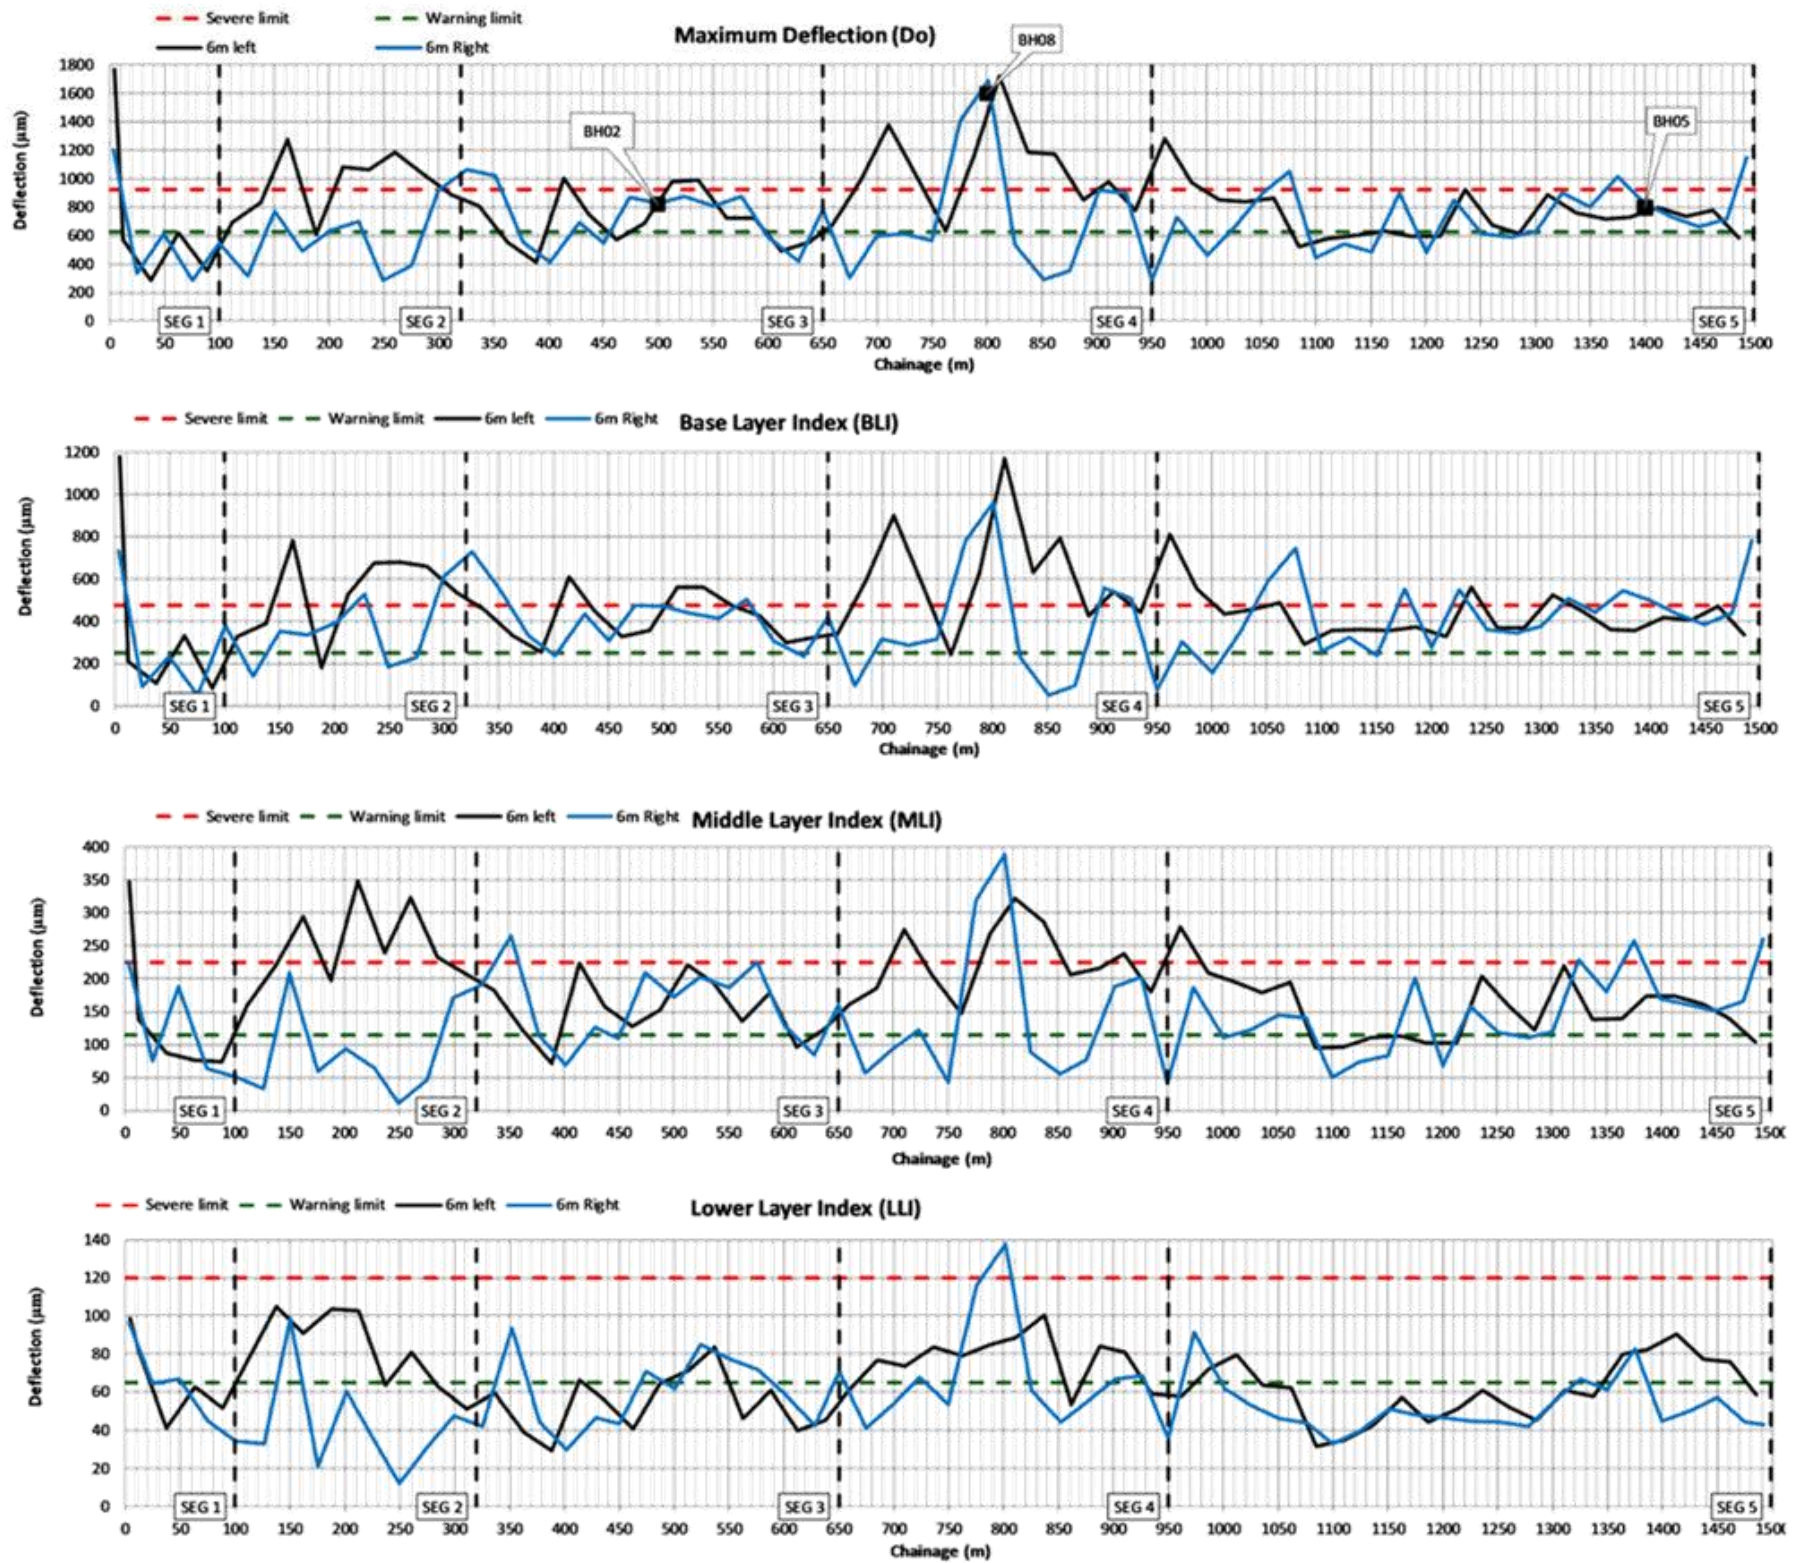 Severe limit Warning limit
6m left 6m Right
Maximum Deflection (Do)
BH08
BH02
BH05
Deflection (μm)
1800
1600
1400
1200
1000
800
600
400
200
0
SEG 1 SEG 2 SEG 3 SEG 4 SEG 5
0 50 100 150 200 250 300 350 400 450 500 550 600 650 700 750 800 850 900 950 1000 1050 1100 1150 1200 1250 1300 1350 1400 1450 1500
Chainage (m)
Severe limit Warning limit 6m left 6m Right Base Layer Index (BLI)
Deflection (μm)
1200
1000
800
600
400
200
0
SEG 1 SEG 2 SEG 3 SEG 4 SEG 5
0 50 100 150 200 250 300 350 400 450 500 550 600 650 700 750 800 850 900 950 1000 1050 1100 1150 1200 1250 1300 1350 1400 1450 1500
Chainage (m)
Severe limit Warning limit 6m left 6m Right Middle Layer Index (MLI)
Deflection (μm)
400
350
300
250
200
150
100
50
0
SEG 1 SEG 2 SEG 3 SEG 4 SEG 5
0 50 100 150 200 250 300 350 400 450 500 550 600 650 700 750 800 850 900 950 1000 1050 1100 1150 1200 1250 1300 1350 1400 1450 1500
Chainage (m)
Severe limit Warning limit 6m left 6m Right Lower Layer Index (LLI)
Deflection (μm)
140
120
100
80
60
40
20
0
SEG 1 SEG 2 SEG 3 SEG 4 SEG 5
0 50 100 150 200 250 300 350 400 450 500 550 600 650 700 750 800 850 900 950 1000 1050 1100 1150 1200 1250 1300 1350 1400 1450 1500
Chainage (m)